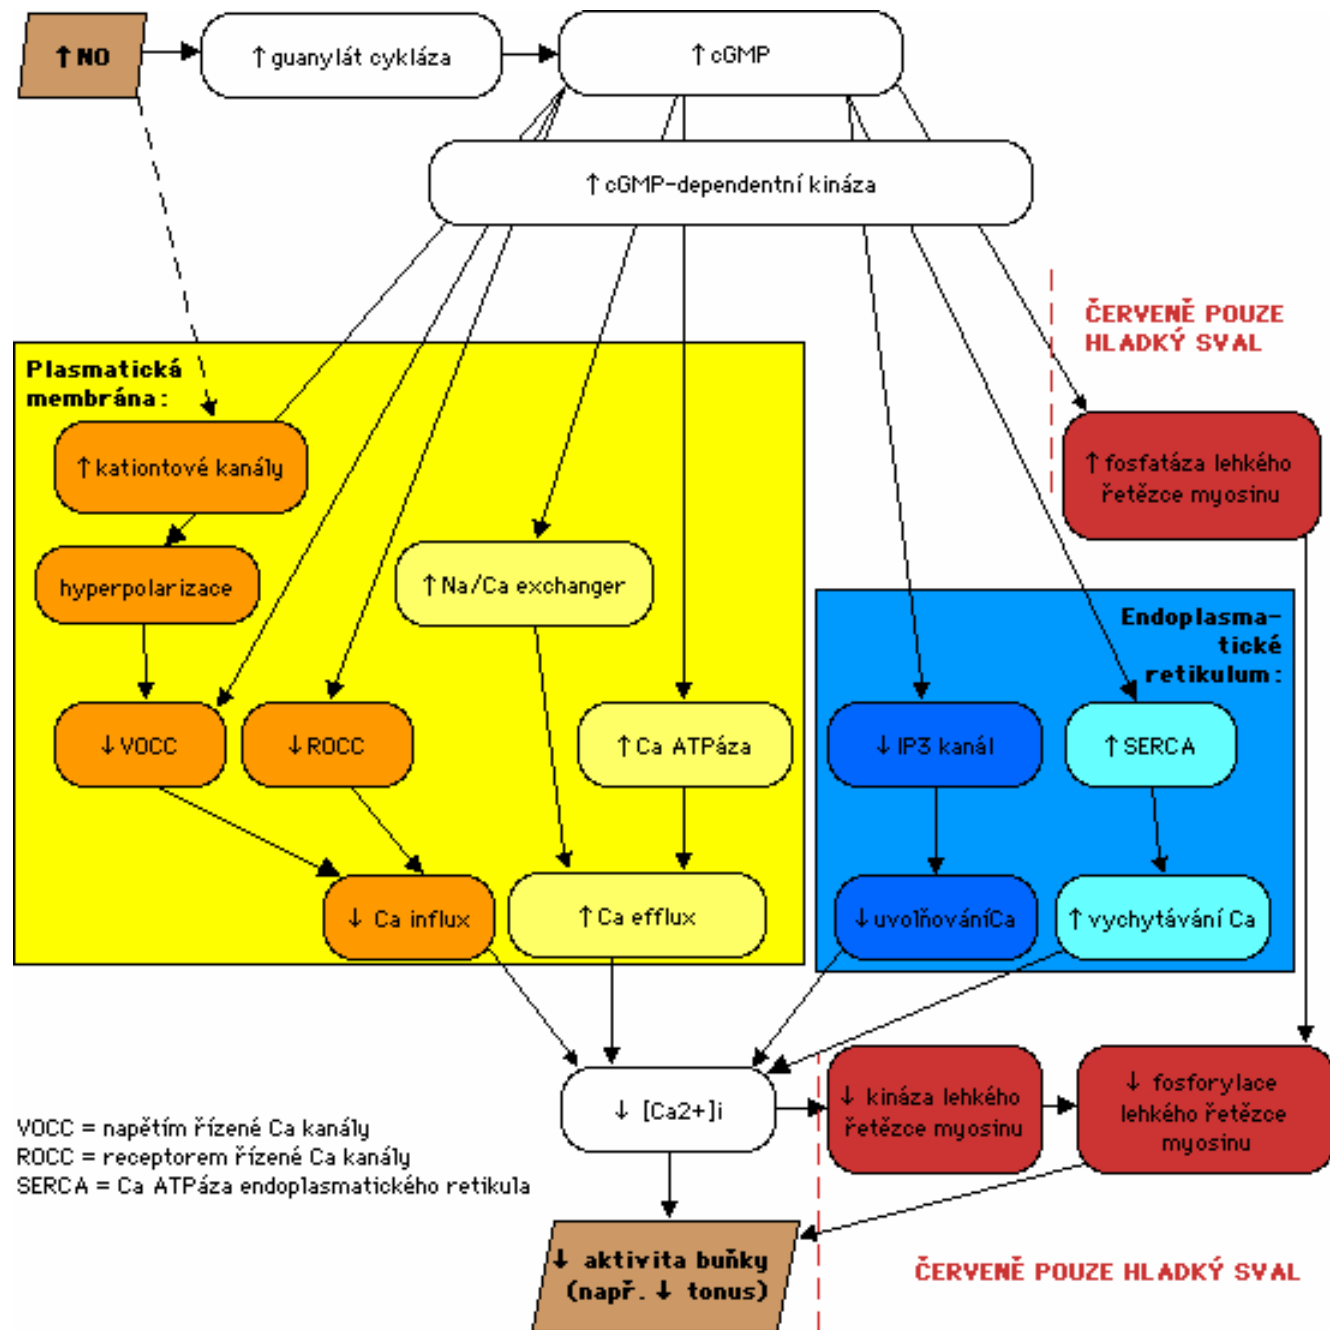 ↑ NO
↑ guanylát cykláza
↑ cGMP
↑ cGMP-dependentní kináza
ČERVENĚ POUZE
HLADKÝ SVAL
Plasmatická
membrána:
↑ kationtové kanály
↑ fosfatáza lehkého
řetězce myosinu
hyperpolarizace
↑ Na/Ca exchanger
Endoplasma-
tické
retikulum:
↓ VOCC
↓ ROCC
↑ Ca ATPáza
↓ IP3 kanál
↑ SERCA
↓ Ca influx
↑ Ca efflux
↓ uvolňováníCa
↑ vychytávání Ca
↓ [Ca2+]i
↓ kináza lehkého
řetězce myosinu
↓ fosforylace
lehkého řetězce
myosinu
VOCC = napětím řízené Ca kanály
ROCC = receptorem řízené Ca kanály
SERCA = Ca ATPáza endoplasmatického retikula
↓ aktivita buňky
(např. ↓ tonus)
ČERVENĚ POUZE HLADKÝ SVAL